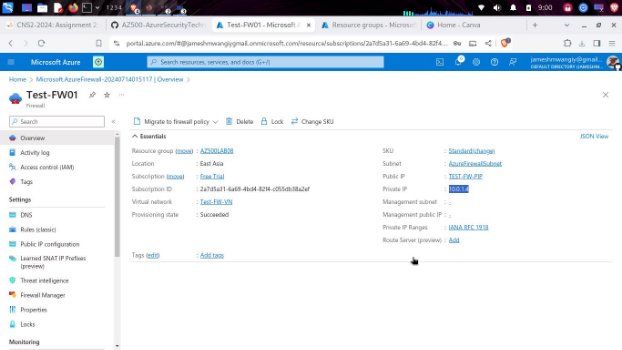 1 2 3 4
9:00
CNS2-2024: Assignment 2
AZ500-AzureSecurityTechn
Test-FW01 - Microsoft A
Resource groups - Microsof
Home - Canva
portal.azure.com/#@jameshmwangiygmail.onmicrosoft.com/resource/subscriptions/2a7d5a31-6a69-4bd4-82f4...
Microsoft Azure
Search resources, services, and docs (G+/)
jameshmwangiy@gmail....
DEFAULT DIRECTORY
Home > Microsoft.AzureFirewall-20240714015117 | Overview >
Test-FW01
Firewall
Search
Migrate to firewall policy
Delete
Lock
Change SKU
Overview
Activity log
Access control (IAM)
Tags
Settings
DNS
Rules (classic)
Public IP configuration
Learned SNAT IP Prefixes (preview)
Threat intelligence
Firewall Manager
Properties
Locks
Monitoring
Essentials
JSON View
Resource group (move) : AZ500LAB08
Location : East Asia
Subscription (move) : Free Trial
Subscription ID : 2a7d5a31-6a69-4bd4-82f4-c055db38a2ef
Virtual network : Test-FW-VN
Provisioning state : Succeeded
SKU : Standard(change)
Subnet : AzureFirewallSubnet
Public IP : TEST-FW-PIP
Private IP : 10.0.1.4
Management subnet : -
Management public IP : -
Private IP Ranges : IANA RFC 1918
Route Server (preview) : Add
Tags (edit) : Add tags